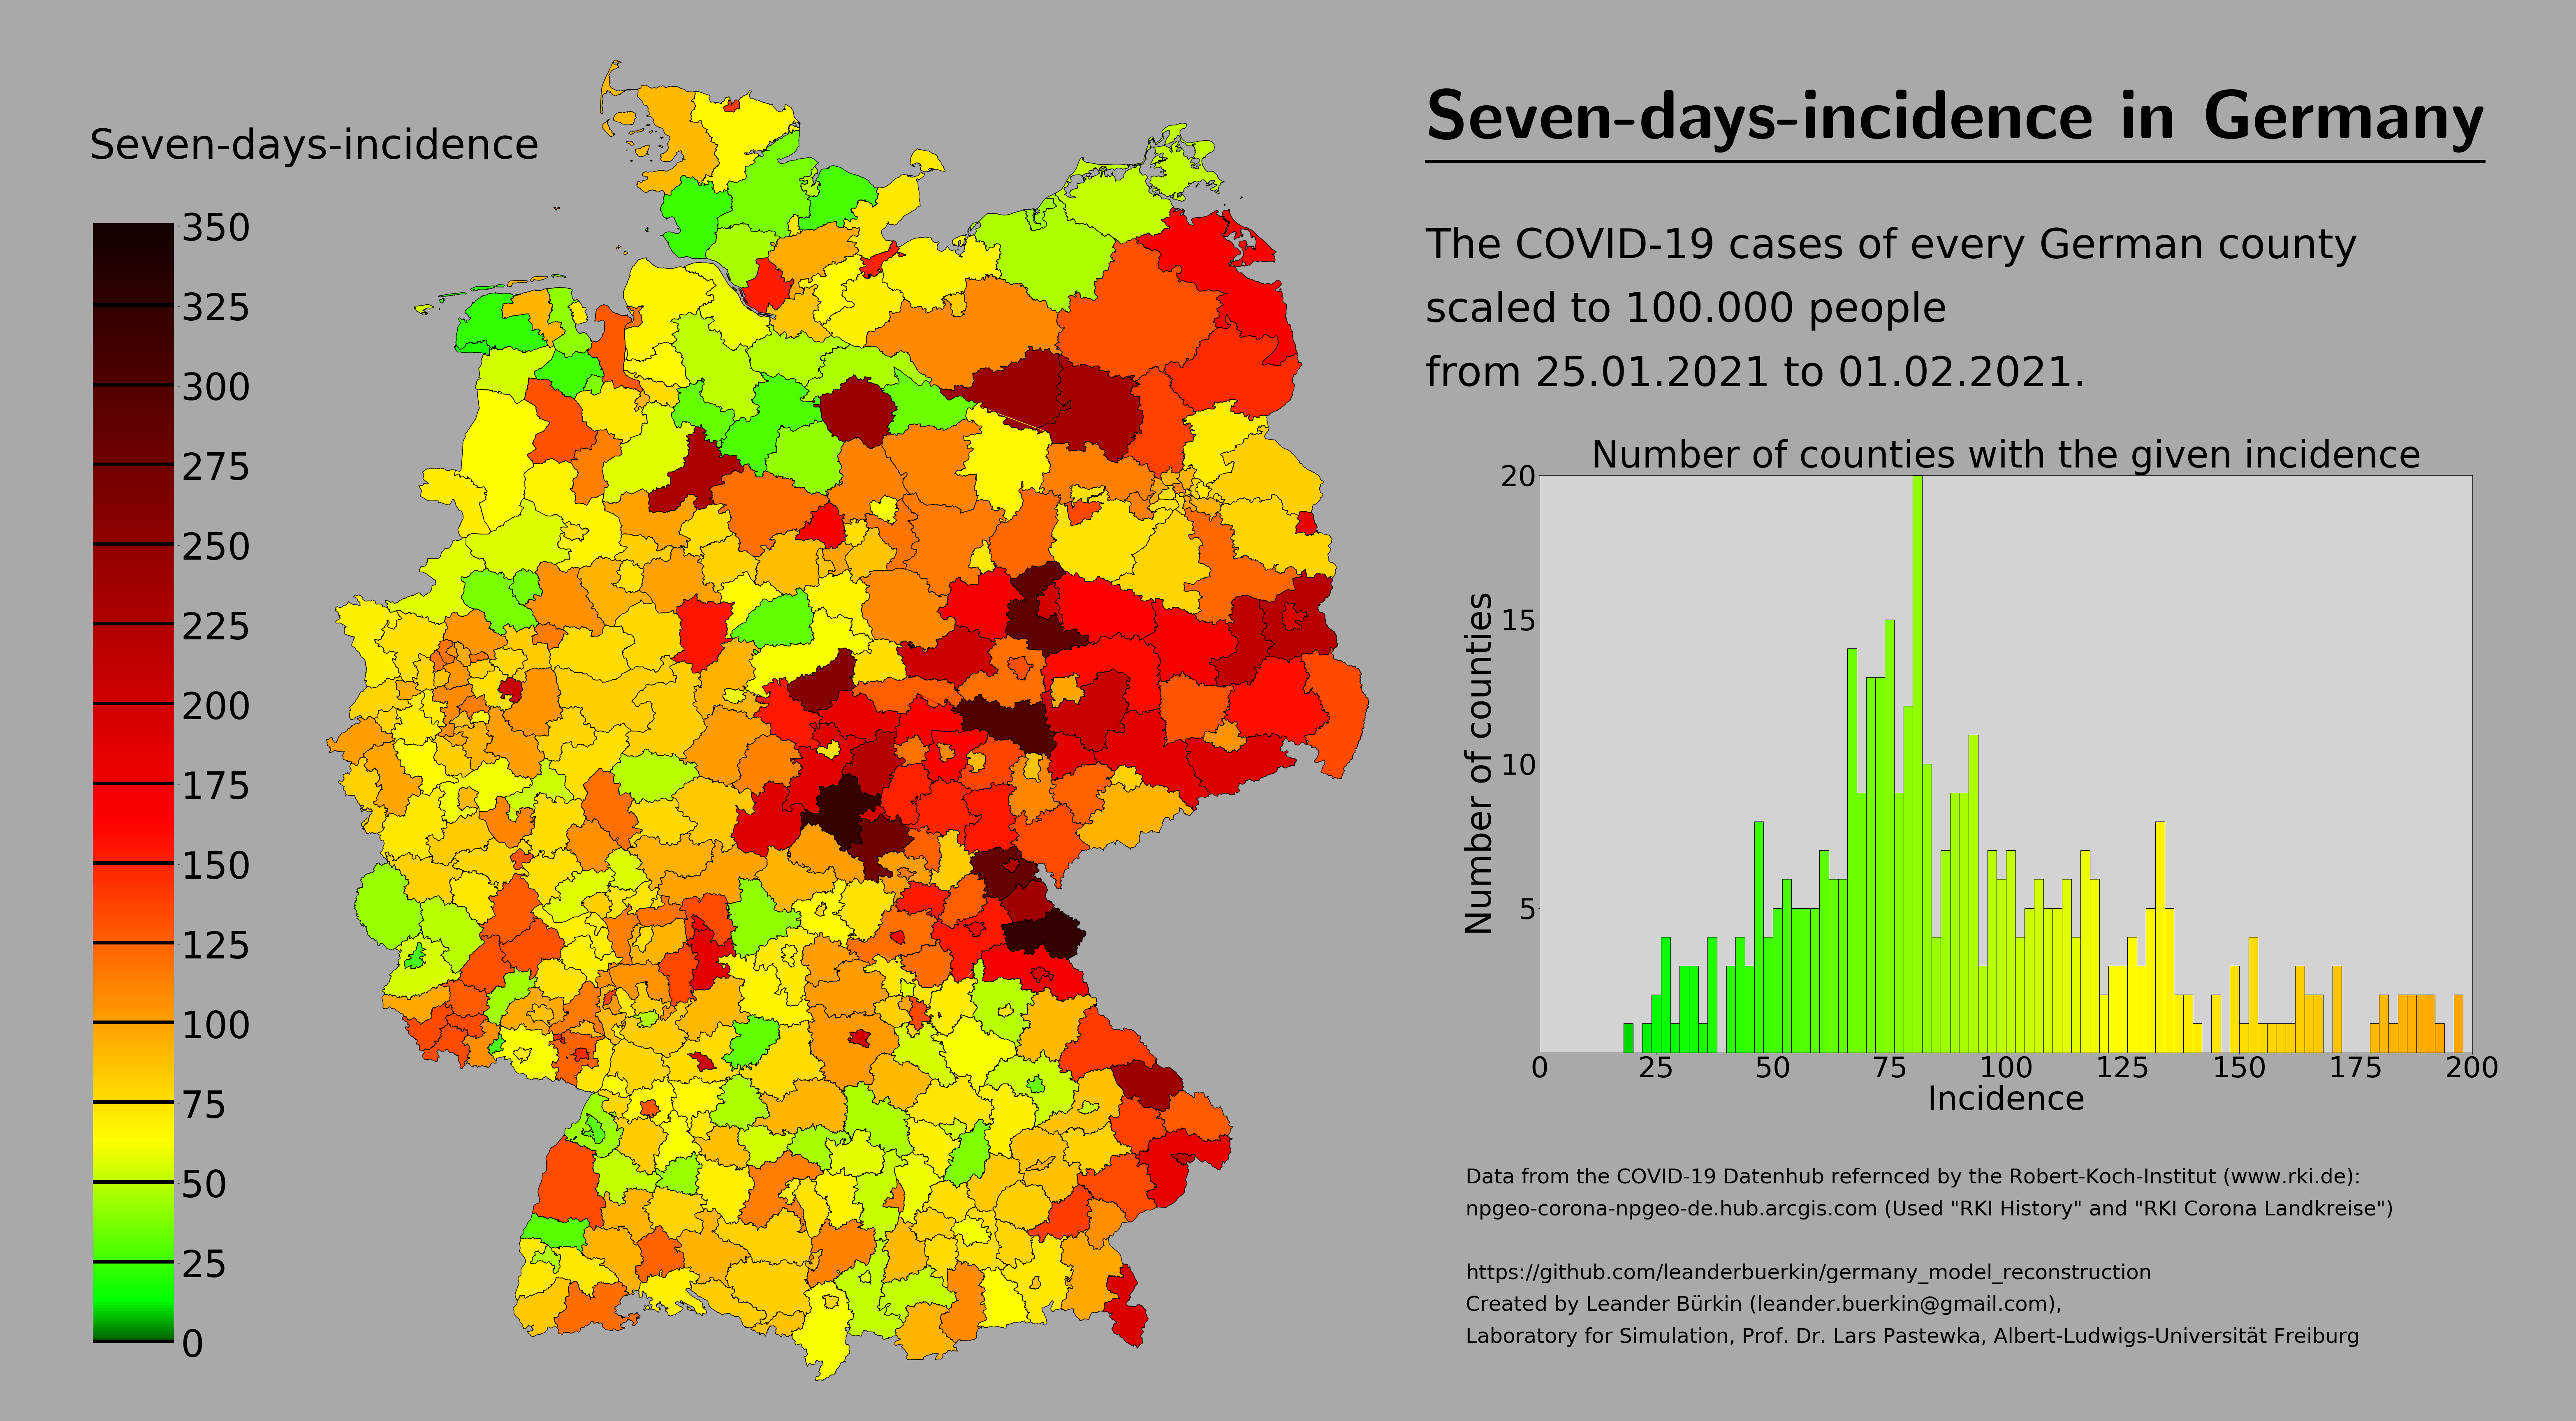 Seven-days-incidence in Germany
Seven-days-incidence
The COVID-19 cases of every German county
scaled to 100.000 people
from 25.01.2021 to 01.02.2021.
350
325
300
275
250
225
200
175
150
125
100
75
50
25
0
Number of counties with the given incidence
Number of counties
20
15
10
5
0 25 50 75 100 125 150 175 200
Incidence
Data from the COVID-19 Datenhub refernced by the Robert-Koch-Institut (www.rki.de):
npgeo-corona-npgeo-de.hub.arcgis.com (Used "RKI History" and "RKI Corona Landkreise")
https://github.com/leanderbuerkin/germany_model_reconstruction
Created by Leander Bürkin (leander.buerkin@gmail.com),
Laboratory for Simulation, Prof. Dr. Lars Pastewka, Albert-Ludwigs-Universität Freiburg